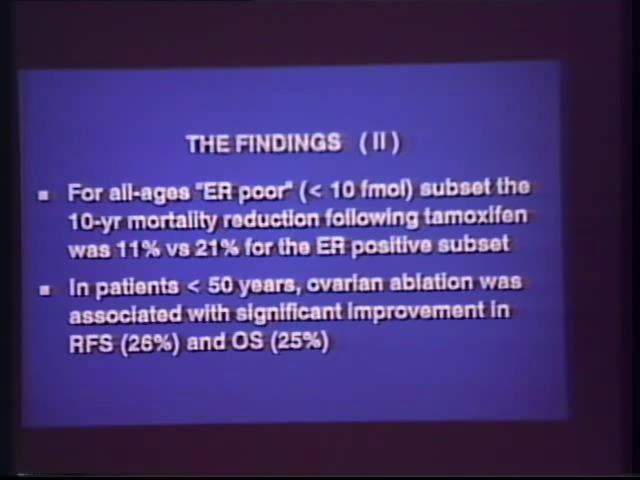 THE FINDINGS (II)
▪ For all-ages "ER poor" (< 10 fmol) subset the
10-yr mortality reduction following tamoxifen
was 11% vs 21% for the ER positive subset
▪ In patients < 50 years, ovarian ablation was
associated with significant improvement in
RFS (26%) and OS (25%)